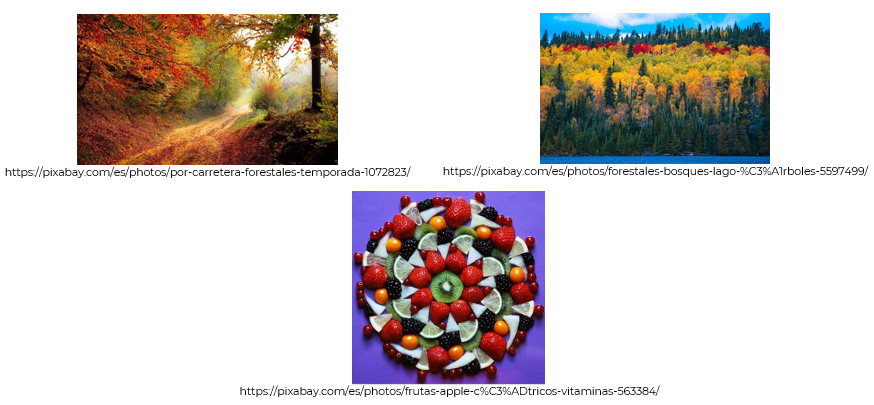 https://pixabay.com/es/photos/por-carretera-forestales-temporada-1072823/
https://pixabay.com/es/photos/forestales-bosques-lago-%C3%A1rboles-5597499/
https://pixabay.com/es/photos/frutas-apple-c%C3%ADtricos-vitaminas-563384/